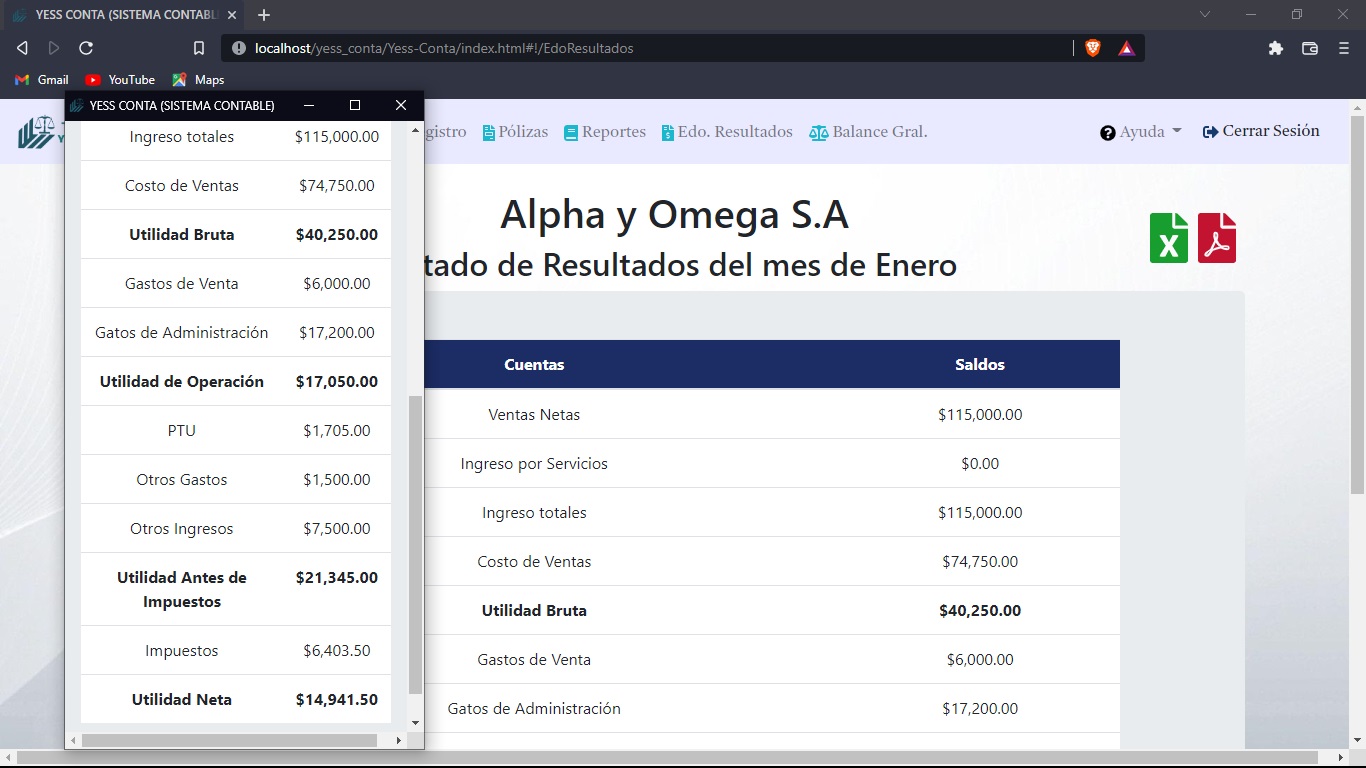 YESS CONTA (SISTEMA CONTABL
localhost/yess_conta/Yess-Conta/index.html#!/EdoResultados
Gmail YouTube Maps
YESS CONTA (SISTEMA CONTABLE)
Ingreso totales $115,000.00
Costo de Ventas $74,750.00
Utilidad Bruta $40,250.00
Gastos de Venta $6,000.00
Gatos de Administración $17,200.00
Utilidad de Operación $17,050.00
PTU $1,705.00
Otros Gastos $1,500.00
Otros Ingresos $7,500.00
Utilidad Antes de $21,345.00
Impuestos
Impuestos $6,403.50
Utilidad Neta $14,941.50
gistro Pólizas Reportes Edo. Resultados Balance Gral. Ayuda Cerrar Sesión
Alpha y Omega S.A
tado de Resultados del mes de Enero
Cuentas Saldos
Ventas Netas $115,000.00
Ingreso por Servicios $0.00
Ingreso totales $115,000.00
Costo de Ventas $74,750.00
Utilidad Bruta $40,250.00
Gastos de Venta $6,000.00
Gatos de Administración $17,200.00